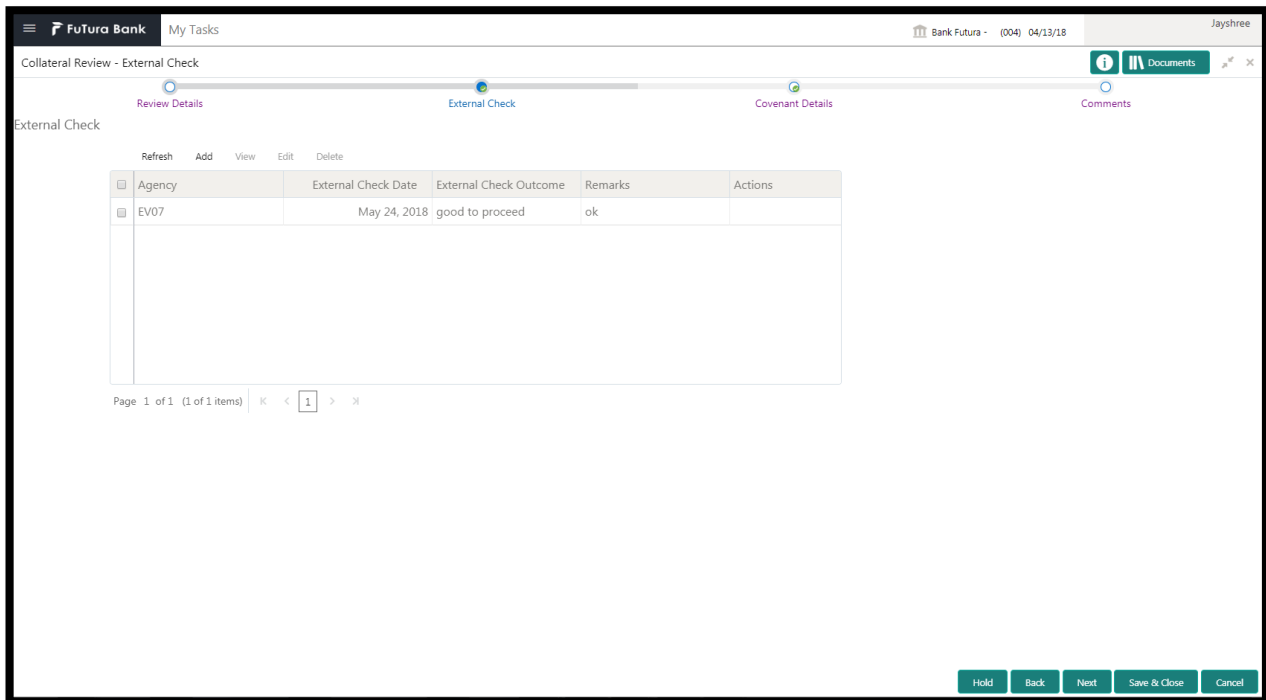 FuTura Bank My Tasks Bank Futura - (004) 04/13/18 Jayshree
Collateral Review - External Check Documents
Review Details External Check Covenant Details Comments
External Check
Refresh Add View Edit Delete
Agency External Check Date External Check Outcome Remarks Actions
EV07 May 24, 2018 good to proceed ok
Page 1 of 1 (1 of 1 items) 1
Hold Back Next Save & Close Cancel